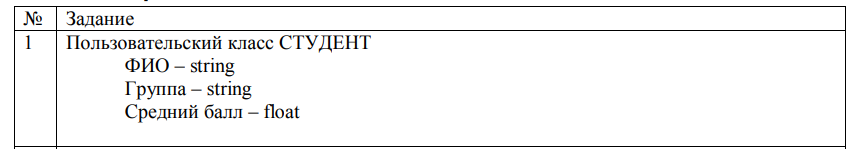 № Задание
1 Пользовательский класс СТУДЕНТ
ФИО – string
Группа – string
Средний балл – float